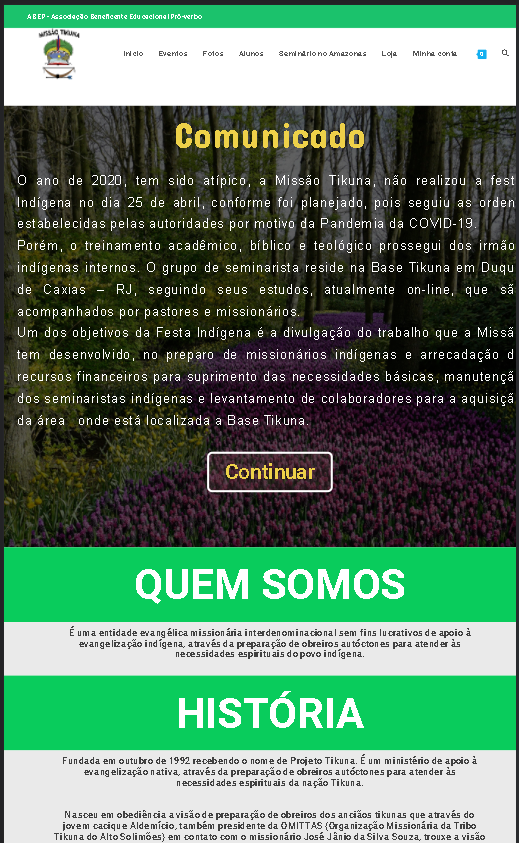 ABEP - Associação Beneficente Educacional Pró-verbo
MISSÃO TIKUNA
Início Eventos Fotos Alunos Seminário no Amazonas Loja Minha conta 0
Comunicado
O ano de 2020, tem sido atípico, a Missão Tikuna, não realizou a fest
Indígena no dia 25 de abril, conforme foi planejado, pois seguiu as orden
estabelecidas pelas autoridades por motivo da Pandemia da COVID-19.
Porém, o treinamento acadêmico, bíblico e teológico prossegui dos irmão
indígenas internos. O grupo de seminarista reside na Base Tikuna em Duqu
de Caxias – RJ, seguindo seus estudos, atualmente on-line, que sã
acompanhados por pastores e missionários.
Um dos objetivos da Festa Indígena é a divulgação do trabalho que a Missã
tem desenvolvido, no preparo de missionários indígenas e arrecadação d
recursos financeiros para suprimento das necessidades básicas, manutençã
dos seminaristas indígenas e levantamento de colaboradores para a aquisiçã
da área onde está localizada a Base Tikuna.
Continuar
QUEM SOMOS
É uma entidade evangélica missionária interdenominacional sem fins lucrativos de apoio à
evangelização indígena, através da preparação de obreiros autóctones para atender às
necessidades espirituais do povo indígena.
HISTÓRIA
Fundada em outubro de 1992 recebendo o nome de Projeto Tikuna. É um ministério de apoio à
evangelização nativa, através da preparação de obreiros autóctones para atender às
necessidades espirituais da nação Tikuna.
Nasceu em obediência a visão de preparação de obreiros dos anciãos tikunas que através do
jovem cacique Aldemício, também presidente da OMITTAS (Organização Missionária da Tribo
Tikuna do Alto Solimões) em contato com o missionário José Jânio da Silva Souza, trouxe a visão